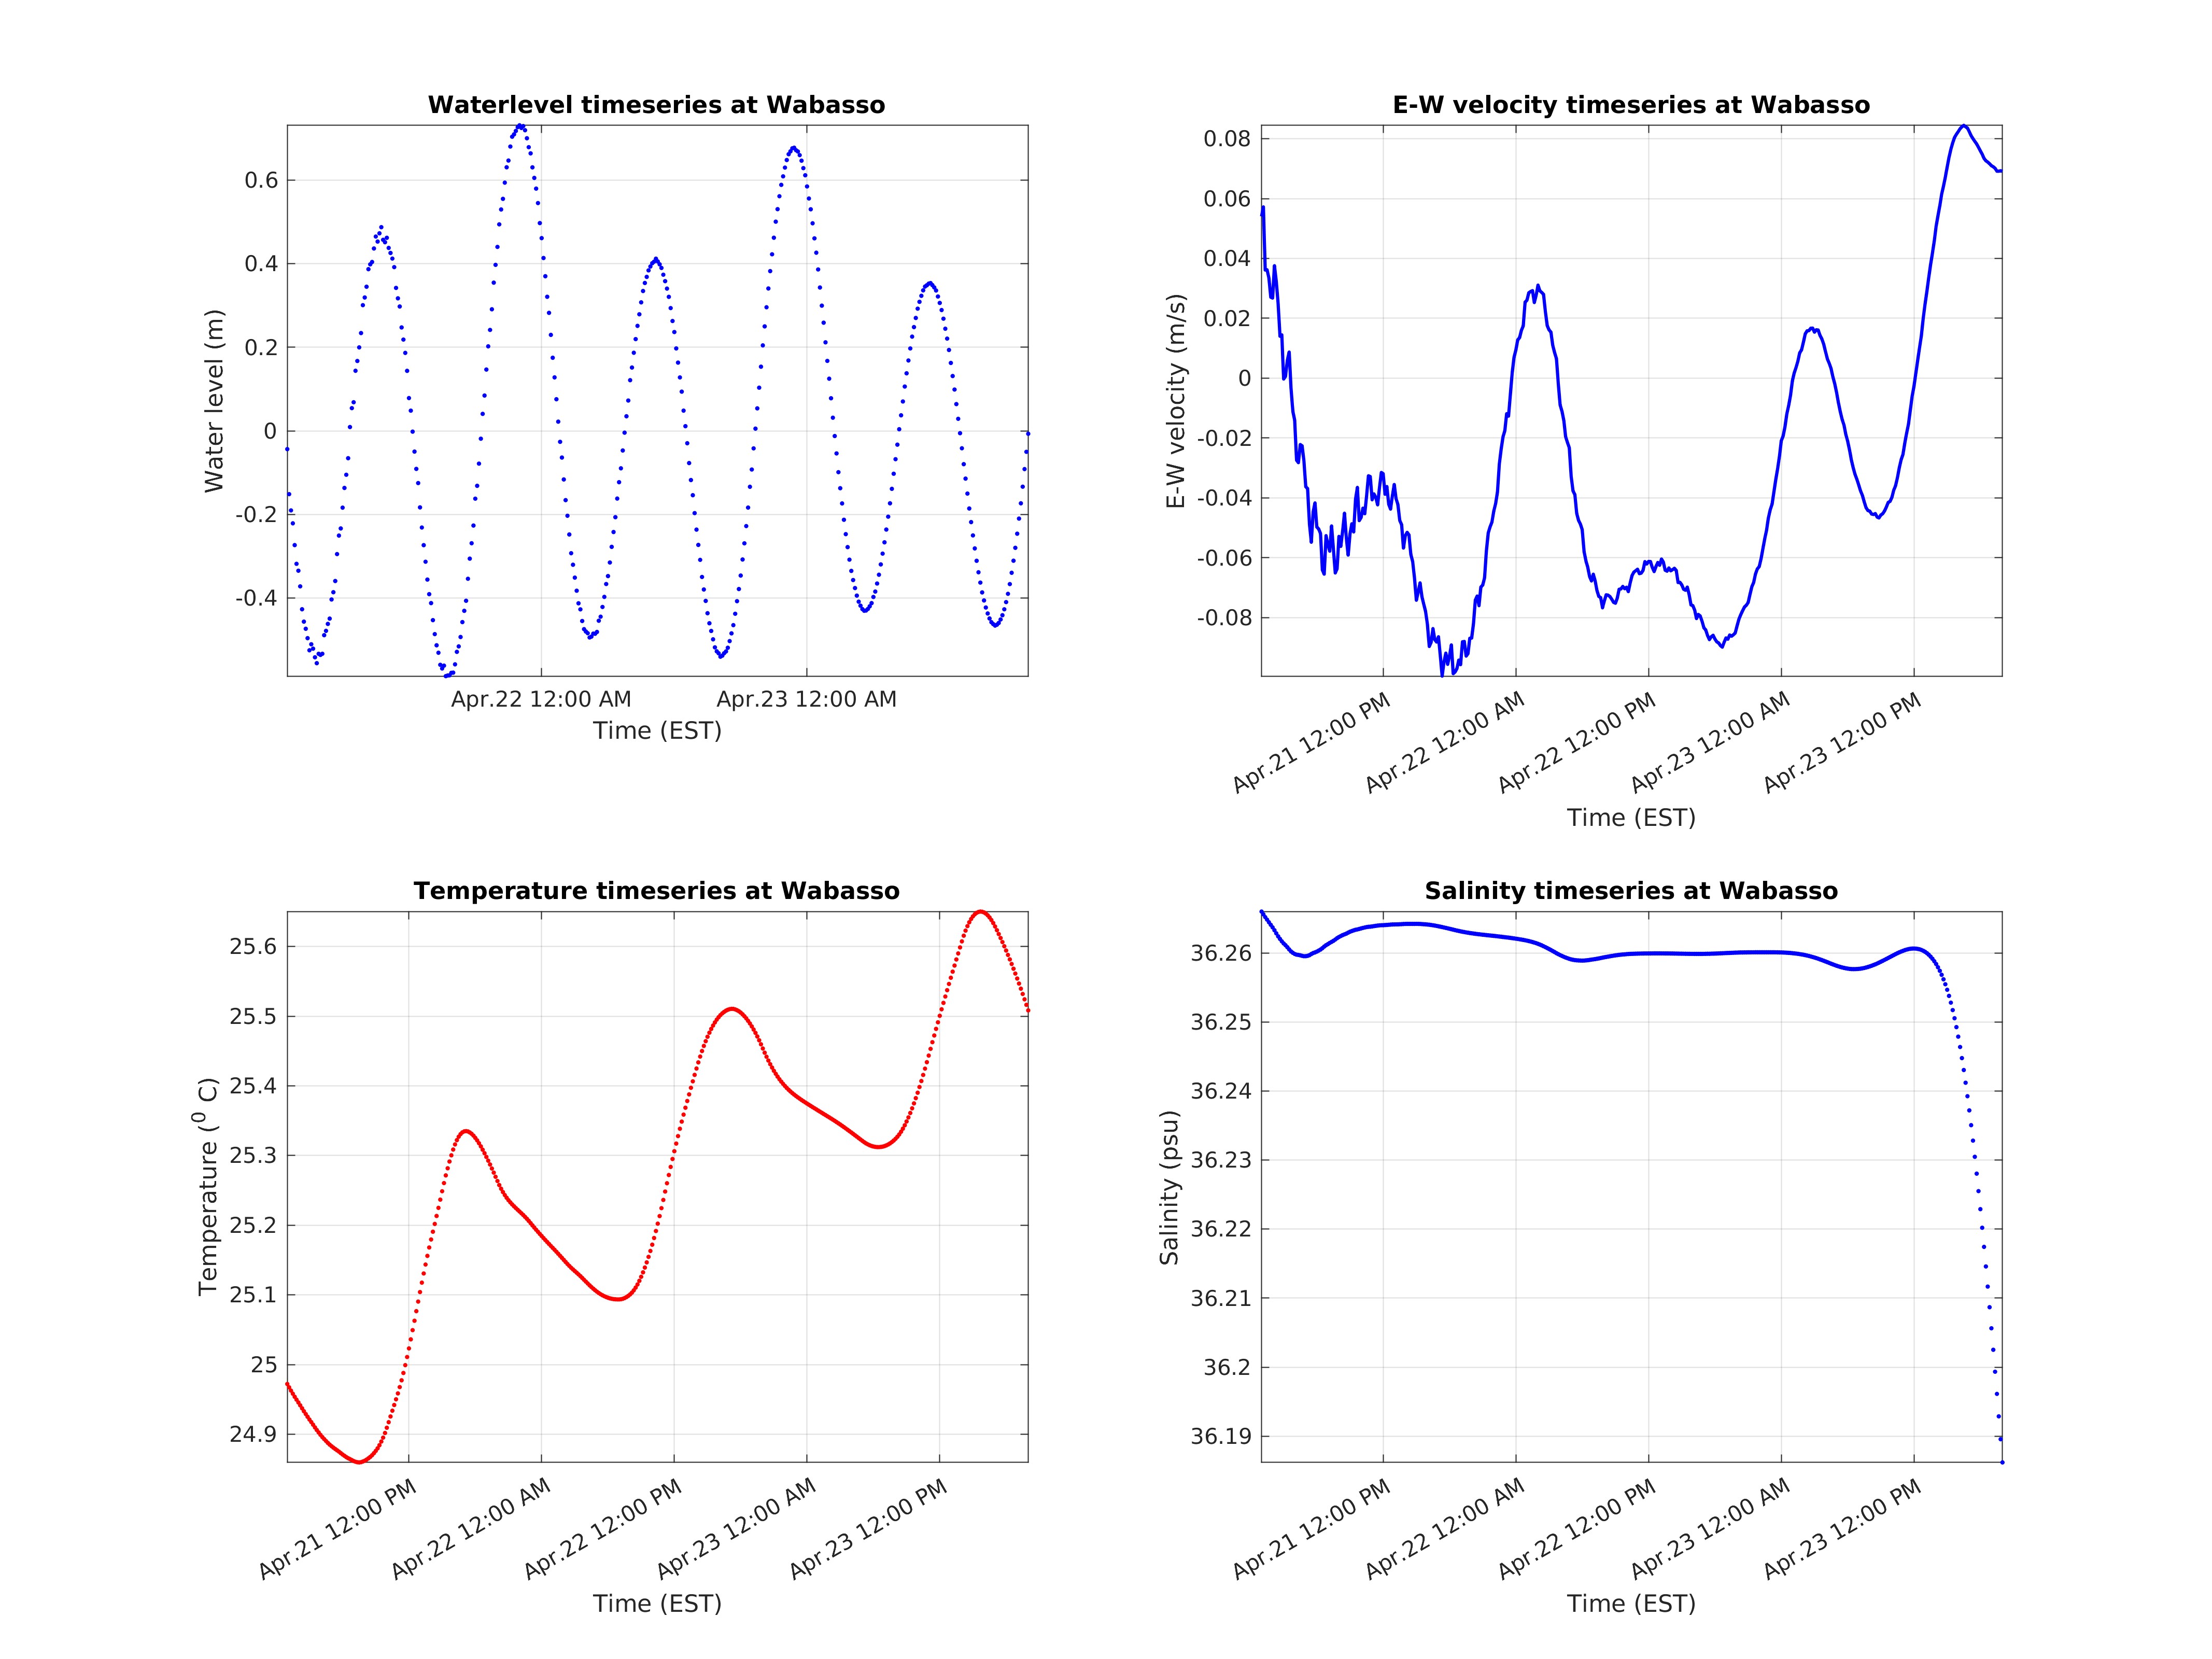 Waterlevel timeseries at Wabasso
0.6
0.4
0.2
0
-0.2
-0.4
Water level (m)
Apr.22 12:00 AM
Apr.23 12:00 AM
Time (EST)
E-W velocity timeseries at Wabasso
0.08
0.06
0.04
0.02
0
-0.02
-0.04
-0.06
-0.08
E-W velocity (m/s)
Apr.21 12:00 PM
Apr.22 12:00 AM
Apr.22 12:00 PM
Apr.23 12:00 AM
Apr.23 12:00 PM
Time (EST)
Temperature timeseries at Wabasso
25.6
25.5
25.4
25.3
25.2
25.1
25
24.9
Temperature (⁰ C)
Apr.21 12:00 PM
Apr.22 12:00 AM
Apr.22 12:00 PM
Apr.23 12:00 AM
Apr.23 12:00 PM
Time (EST)
Salinity timeseries at Wabasso
36.26
36.25
36.24
36.23
36.22
36.21
36.2
36.19
Salinity (psu)
Apr.21 12:00 PM
Apr.22 12:00 AM
Apr.22 12:00 PM
Apr.23 12:00 AM
Apr.23 12:00 PM
Time (EST)